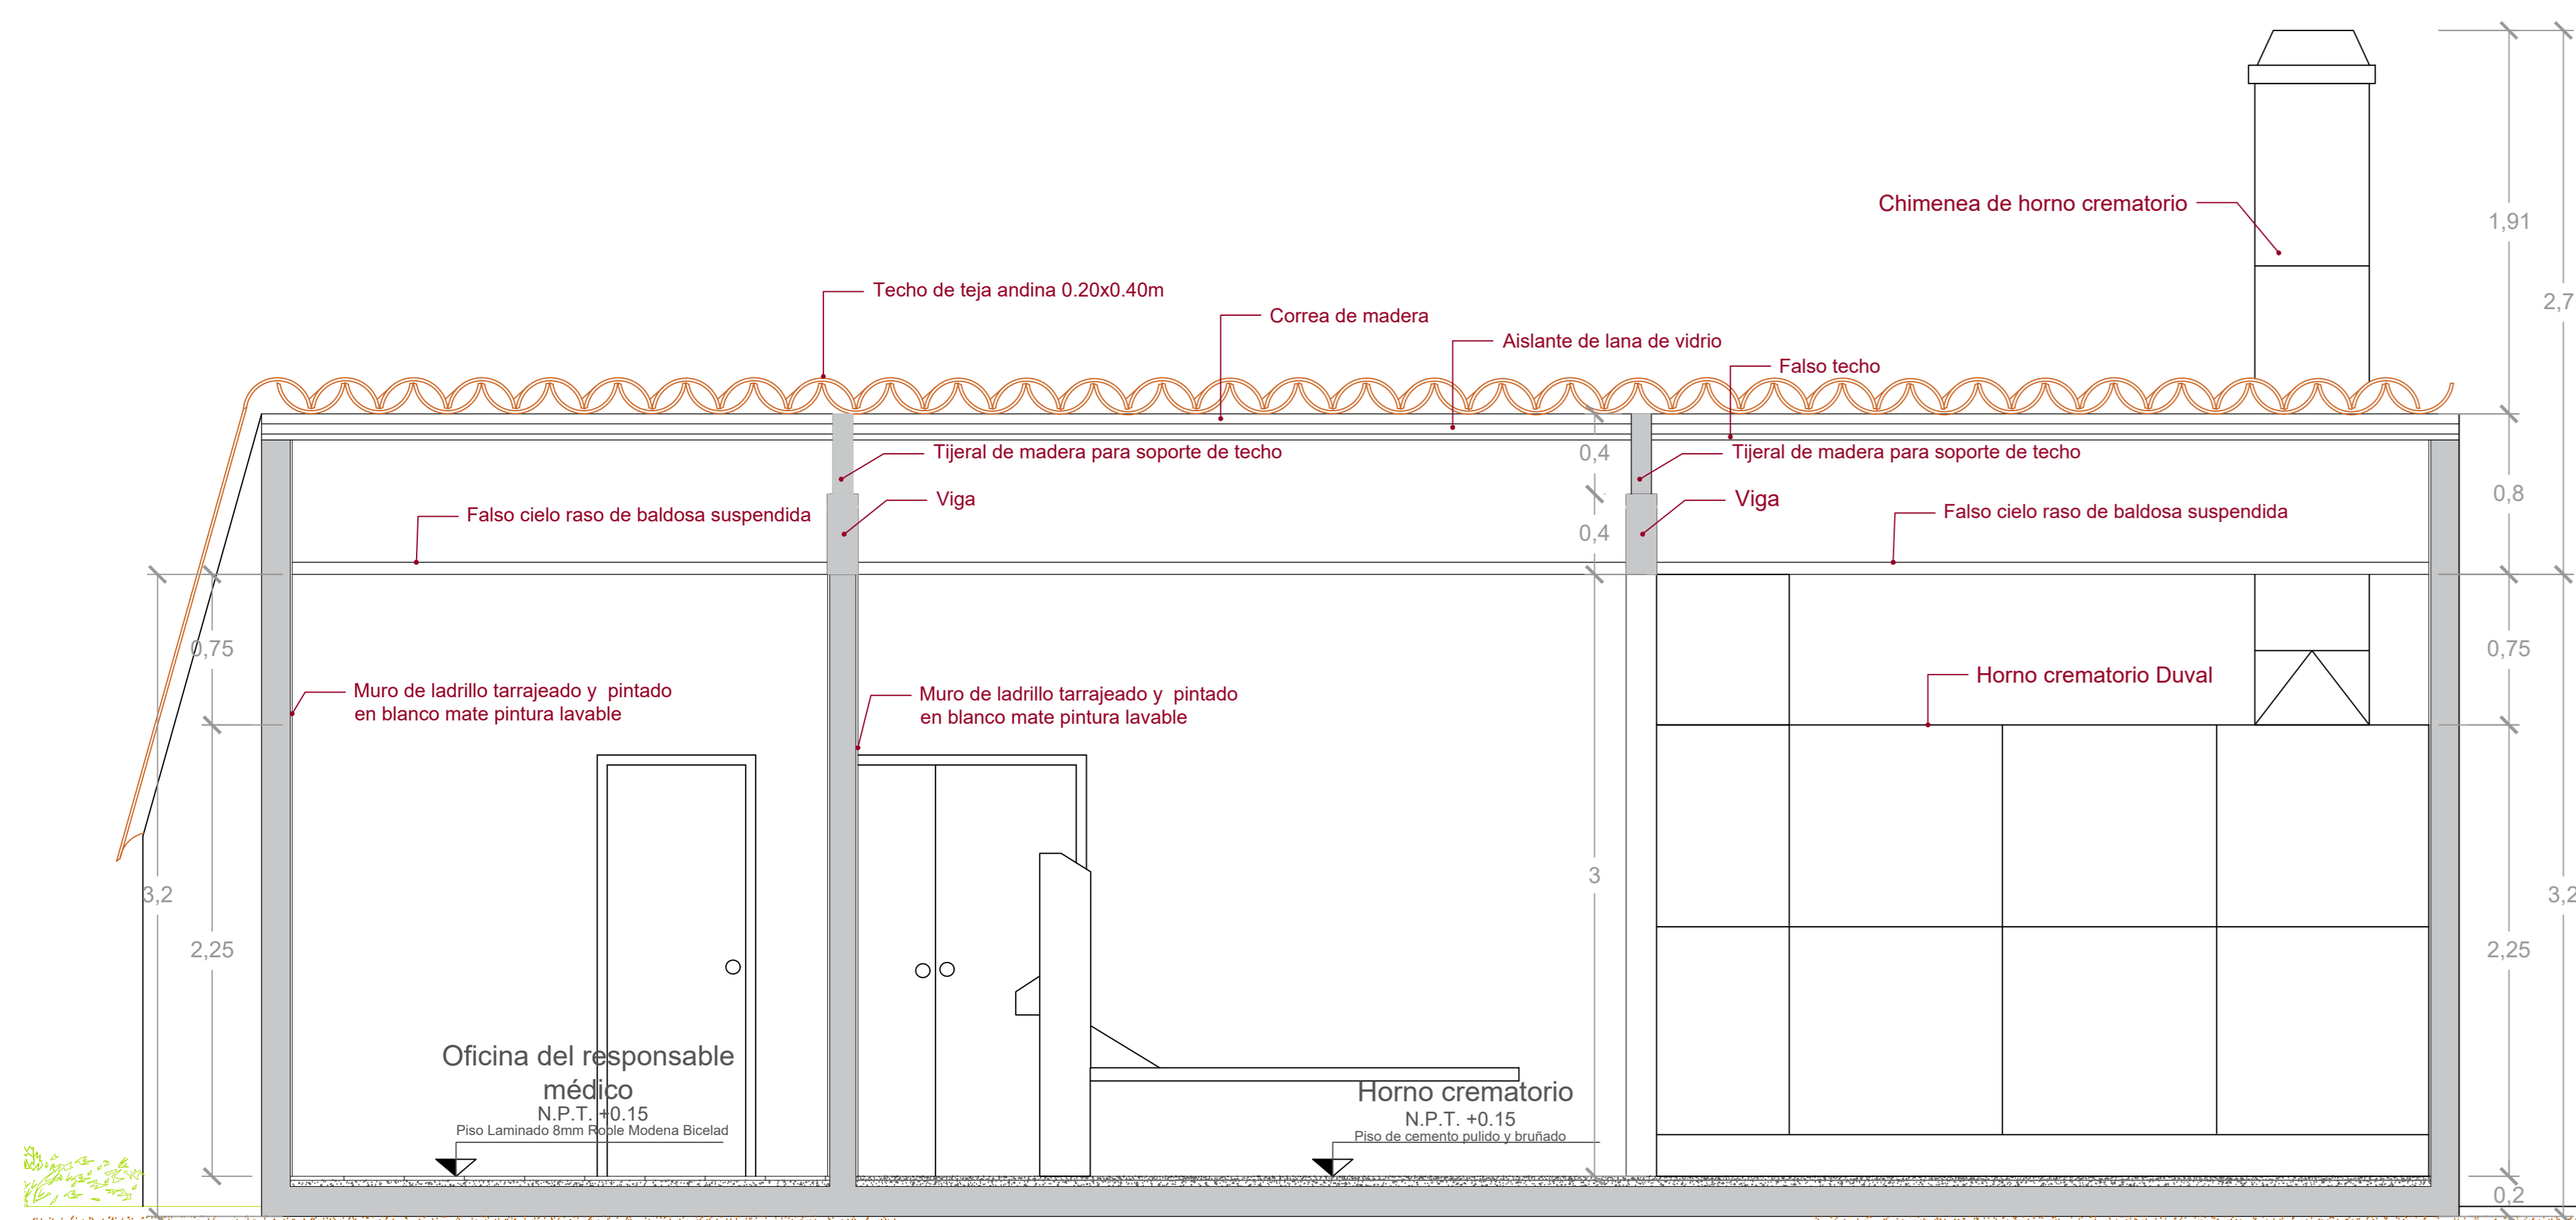 Chimenea de horno crematorio
1,91
2,7
Techo de teja andina 0.20x0.40m
Correa de madera
Aislante de lana de vidrio
Falso techo
Tijeral de madera para soporte de techo
0,4
Tijeral de madera para soporte de techo
Viga
Viga
0,8
Falso cielo raso de baldosa suspendida
0,4
Falso cielo raso de baldosa suspendida
0,75
0,75
Muro de ladrillo tarrajeado y pintado
en blanco mate pintura lavable
Muro de ladrillo tarrajeado y pintado
en blanco mate pintura lavable
Horno crematorio Duval
3,2
3
3,2
2,25
2,25
Oficina del responsable
médico
N.P.T. +0.15
Piso Laminado 8mm Roble Modena Bicelad
Horno crematorio
N.P.T. +0.15
Piso de cemento pulido y bruñado
0,2